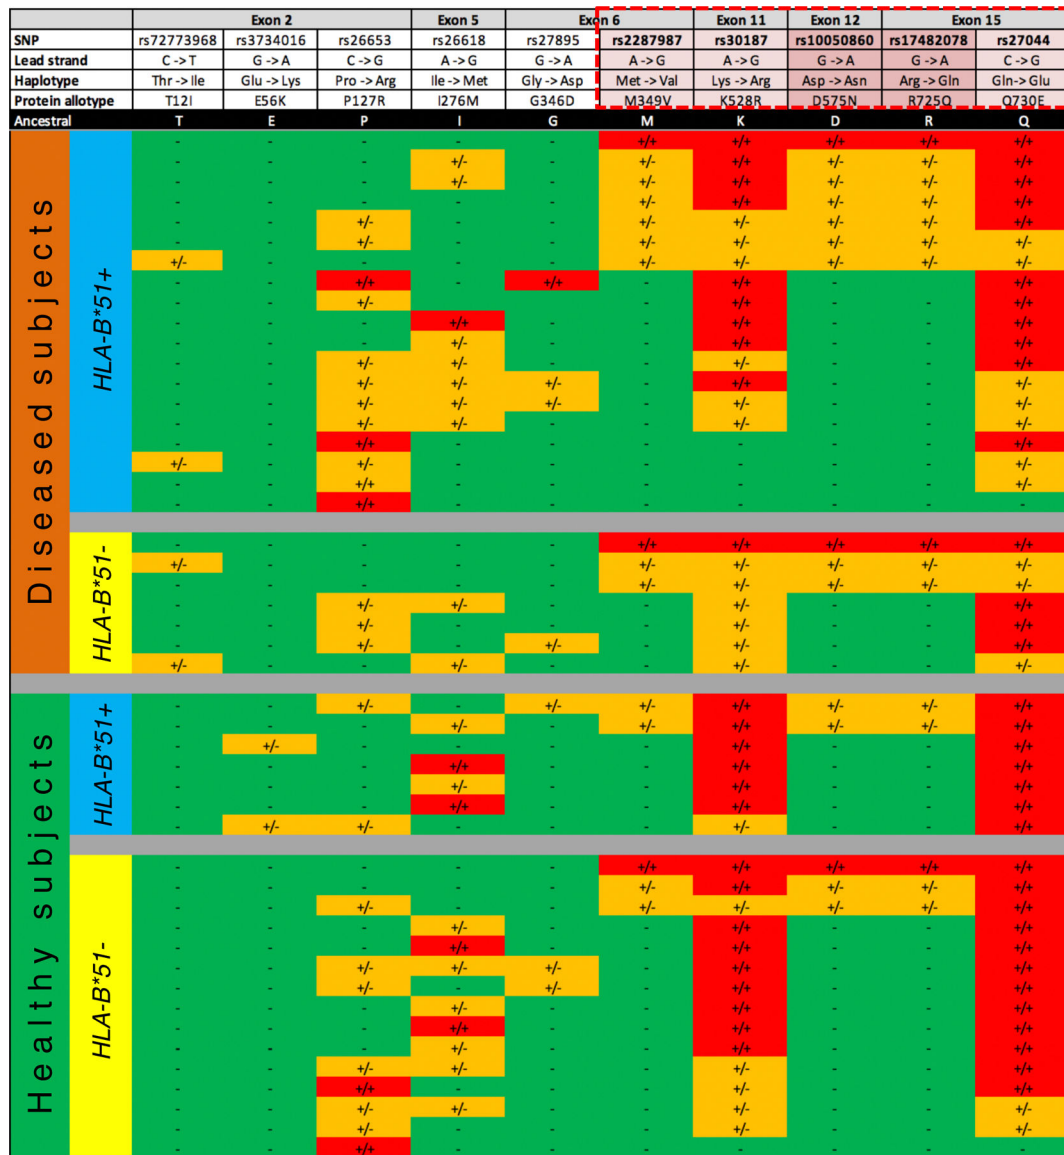 Exon 2 Exon 5 Exon 6 Exon 11 Exon 12 Exon 15
SNP rs72773968 rs3734016 rs26653 rs26618 rs27895 rs2287987 rs30187 rs10050860 rs17482078 rs27044
Lead strand C -> T G -> A C -> G A -> G G -> A A -> G A -> G G -> A G -> A C -> G
Haplotype Thr -> Ile Glu -> Lys Pro -> Arg Ile -> Met Gly -> Asp Met -> Val Lys -> Arg Asp -> Asn Arg -> Gln Gln-> Glu
Protein allotype T12I E56K P127R I276M G346D M349V K528R D575N R725Q Q730E
Ancestral T E P I G M K D R Q
Diseased subjects
HLA-B*51+
- - - - - +/+ +/+ +/+ +/+ +/+
- - - +/- - +/- +/+ +/- +/- +/+
- - - +/- - +/- +/+ +/- +/- +/+
- - - - - +/- +/+ +/- +/- +/+
- - +/- - - +/- +/- +/- +/- +/+
- - +/- - - +/- +/- +/- +/- +/-
+/- - - - - +/- +/- +/- +/- +/-
- - +/+ - +/+ - +/+ - - +/+
- - +/- - - - +/+ - - +/+
- - - +/+ - - +/+ - - +/+
- - - +/- - - +/+ - - +/+
- - +/- +/- - - +/- - - +/+
- - +/- +/- +/- - +/+ - - +/-
- - +/- +/- +/- - +/- - - +/-
- - +/- +/- - - +/- - - +/-
- - +/+ - - - - - - +/+
+/- - +/- - - - - - - +/-
- - +/+ - - - - - - +/-
- - +/+ - - - - - - -
HLA-B*51-
- - - - - +/+ +/+ +/+ +/+ +/+
+/- - - - - +/- +/- +/- +/- +/-
- - - - - +/- +/- +/- +/- +/-
- - +/- +/- - - +/- - - +/+
- - +/- - - - +/- - - +/+
- - +/- - +/- - +/- - - +/+
+/- - - +/- - - +/- - - +/-
Healthy subjects
HLA-B*51+
- - +/- - +/- +/- +/+ +/- +/- +/+
- - - +/- - +/- +/+ +/- +/- +/+
- +/- - - - - +/+ - - +/+
- - - +/+ - - +/+ - - +/+
- - - +/- - - +/+ - - +/+
- - - +/+ - - +/+ - - +/+
- +/- +/- - - - +/- - - +/+
HLA-B*51-
- - - - - +/+ +/+ +/+ +/+ +/+
- - - - - +/- +/+ +/- +/- +/+
- - +/- - - +/- +/- +/- +/- +/+
- - - +/- - - +/+ - - +/+
- - - +/+ - - +/+ - - +/+
- - +/- +/- +/- - +/+ - - +/+
- - +/- - +/- - +/+ - - +/+
- - - +/- - - +/+ - - +/+
- - - +/+ - - +/+ - - +/+
- - - +/- - - +/+ - - +/+
- - +/- +/- - - +/- - - +/+
- - +/+ - - - +/- - - +/+
- - +/- +/- - - +/- - - +/-
- - +/- - - - +/- - - +/-
- - +/+ - - - - - - -